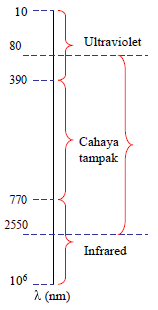 10
Ultraviolet
80
390
Cahaya
tampak
770
2550
Infrared
10⁶
λ (nm)